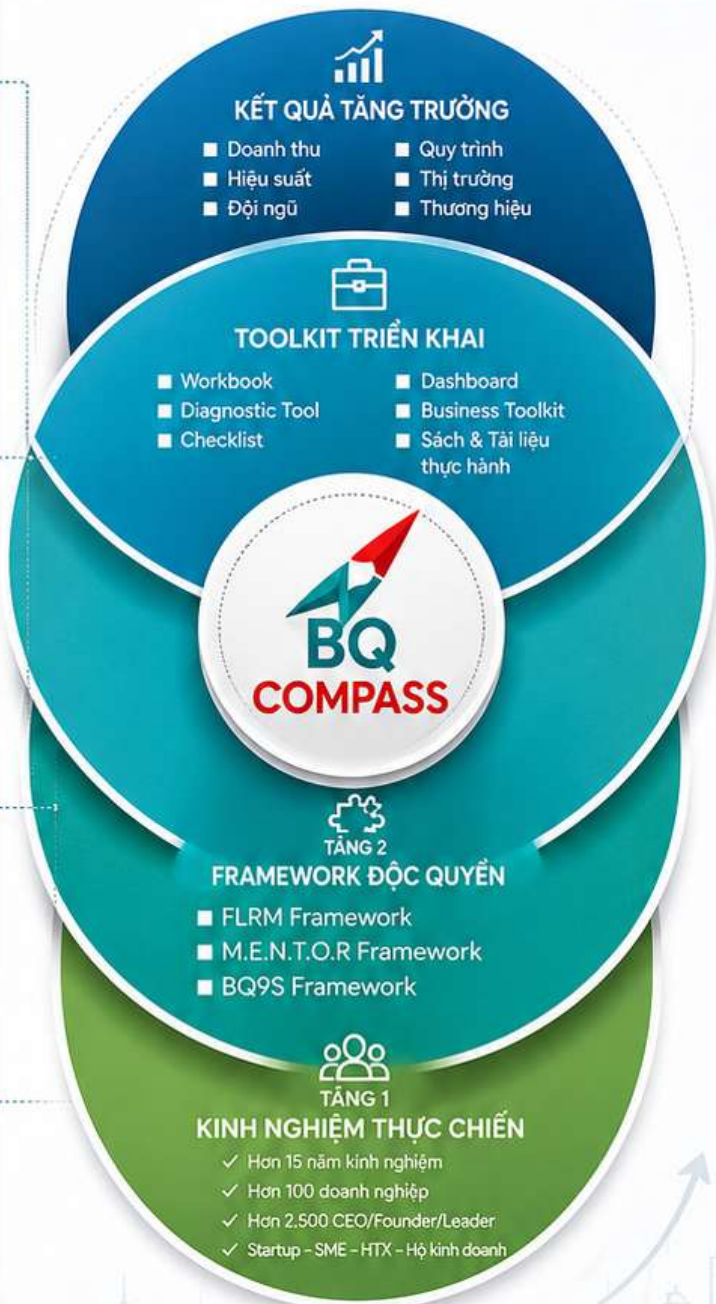 KẾT QUẢ TĂNG TRƯỞNG
■ Doanh thu
■ Hiệu suất
■ Đội ngũ
■ Quy trình
■ Thị trường
■ Thương hiệu
TOOLKIT TRIỂN KHAI
■ Workbook
■ Diagnostic Tool
■ Checklist
■ Dashboard
■ Business Toolkit
■ Sách & Tài liệu
thực hành
BQ
COMPASS
TẦNG 2
FRAMEWORK ĐỘC QUYỀN
■ FLRM Framework
■ M.E.N.T.O.R Framework
■ BQ9S Framework
TẦNG 1
KINH NGHIỆM THỰC CHIẾN
✓ Hơn 15 năm kinh nghiệm
✓ Hơn 100 doanh nghiệp
✓ Hơn 2.500 CEO/Founder/Leader
✓ Startup – SME – HTX – Hộ kinh doanh